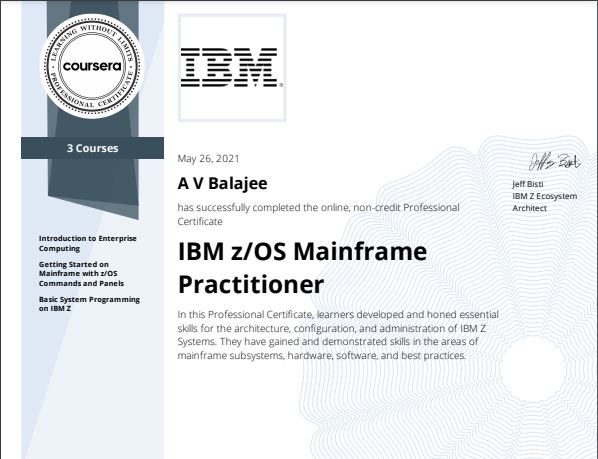 LEARNING WITHOUT LIMITS
coursera
PROFESSIONAL CERTIFICATE
3 Courses
Introduction to Enterprise
Computing
Getting Started on
Mainframe with z/OS
Commands and Panels
Basic System Programming
on IBM Z
IBM®
May 26, 2021
A V Balajee
has successfully completed the online, non-credit Professional
Certificate
IBM z/OS Mainframe
Practitioner
In this Professional Certificate, learners developed and honed essential
skills for the architecture, configuration, and administration of IBM Z
Systems. They have gained and demonstrated skills in the areas of
mainframe subsystems, hardware, software, and best practices.
Jeff Bisti
Jeff Bisti
IBM Z Ecosystem
Architect